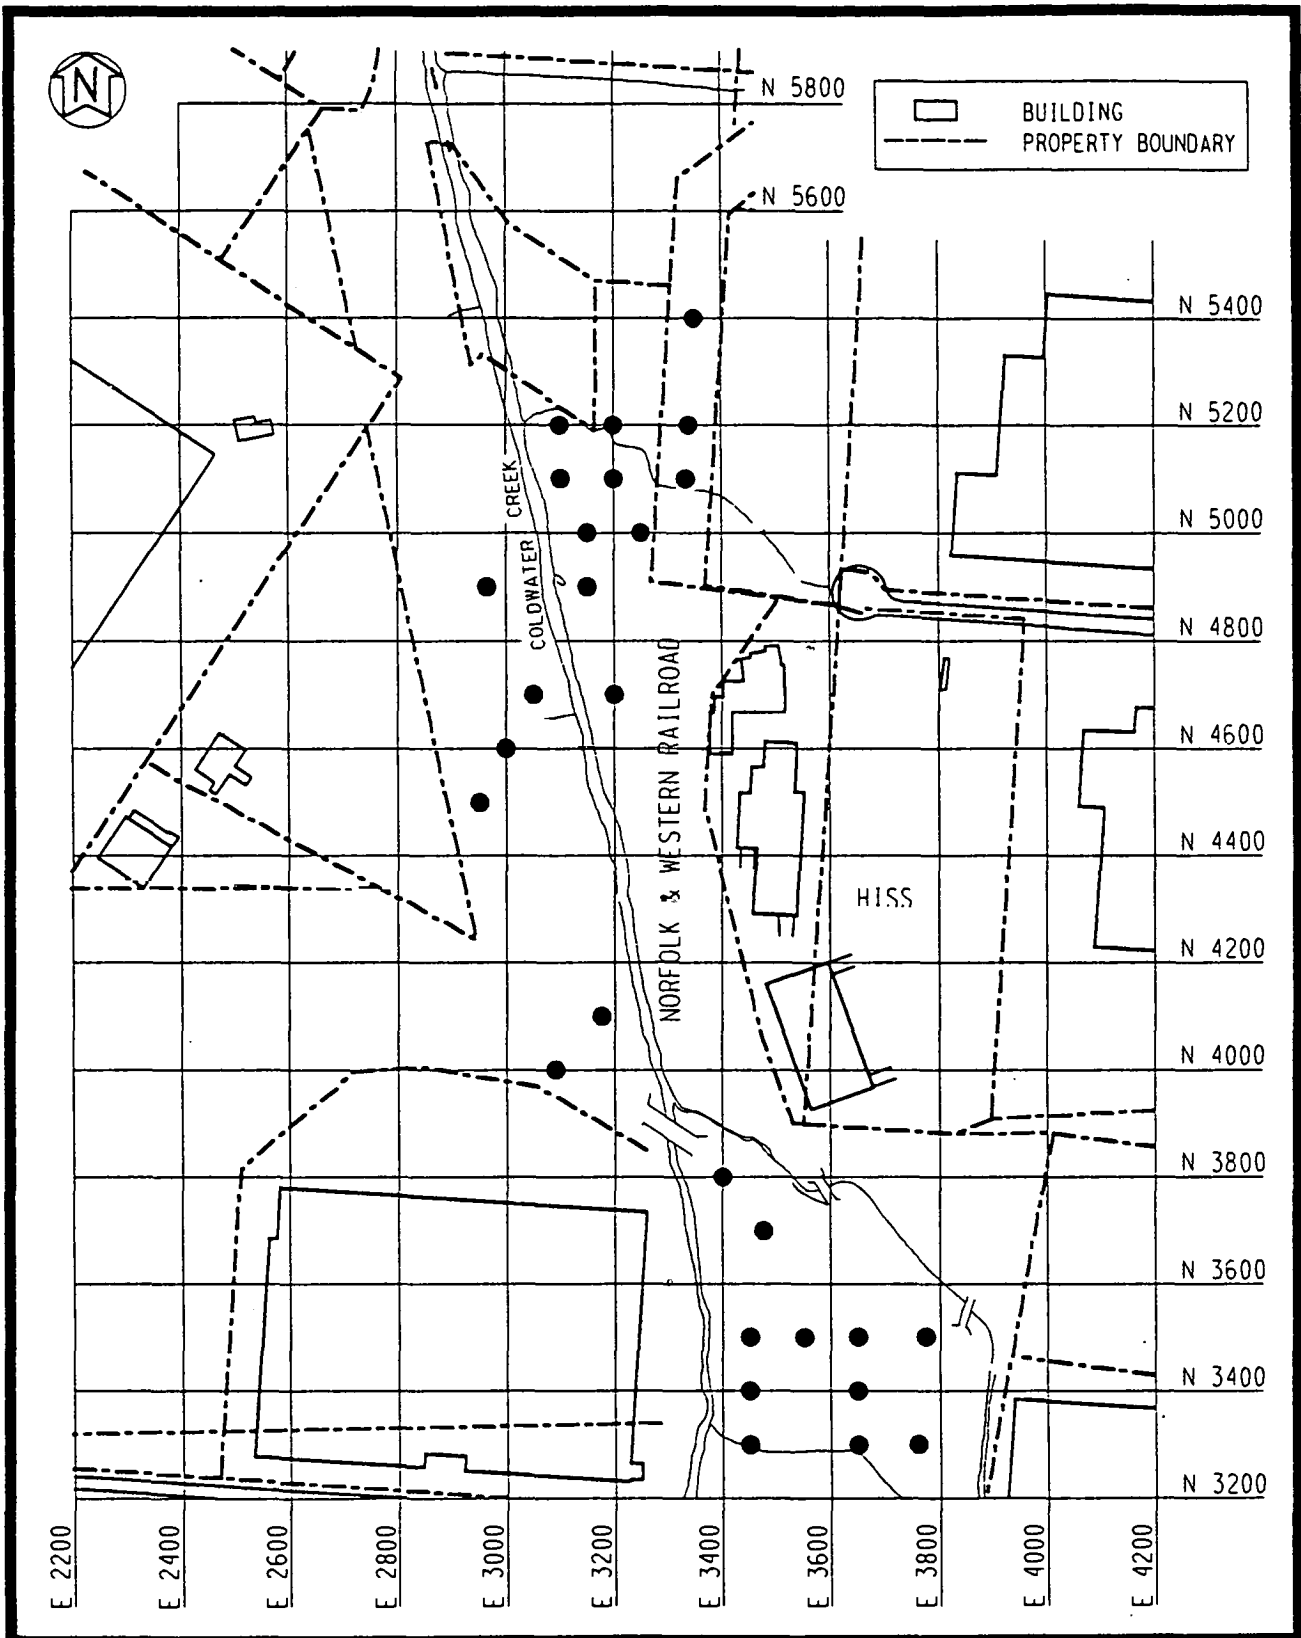 N
N 5800
BUILDING
PROPERTY BOUNDARY
N 5600
N 5400
N 5200
N 5000
N 4800
N 4600
N 4400
N 4200
N 4000
N 3800
N 3600
N 3400
N 3200
COLDWATER CREEK
NORFOLK & WESTERN RAILROAD
HISS
E 2200
E 2400
E 2600
E 2800
E 3000
E 3200
E 3400
E 3600
E 3800
E 4000
E 4200